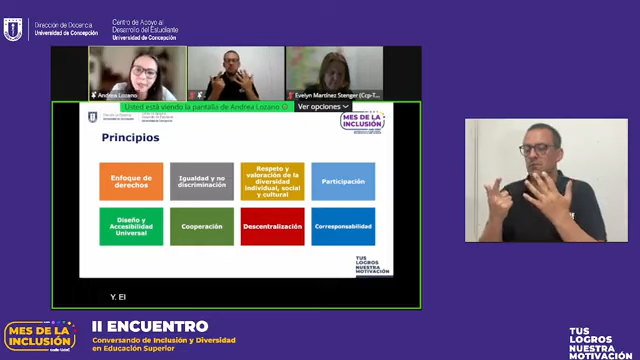 Dirección de Docencia
Universidad de Concepción
Centro de Apoyo al
Desarrollo del Estudiante
Universidad de Concepción
Andrea Lozano
Evelyn Martínez Stenger (Ccp-T...
Usted está viendo la pantalla de Andrea Lozano
Ver opciones
MES DE LA
INCLUSIÓN
Principios
Enfoque de
derechos
Igualdad y no
discriminación
Respeto y
valoración de la
diversidad
individual, social
y cultural
Participación
Diseño y
Accesibilidad
Universal
Cooperación
Descentralización
Corresponsabilidad
TUS
LOGROS
NUESTRA
MOTIVACIÓN
Y. El
MES DE LA
INCLUSIÓN
II ENCUENTRO
Conversando de Inclusión y Diversidad
en Educación Superior
TUS
LOGROS
NUESTRA
MOTIVACIÓN